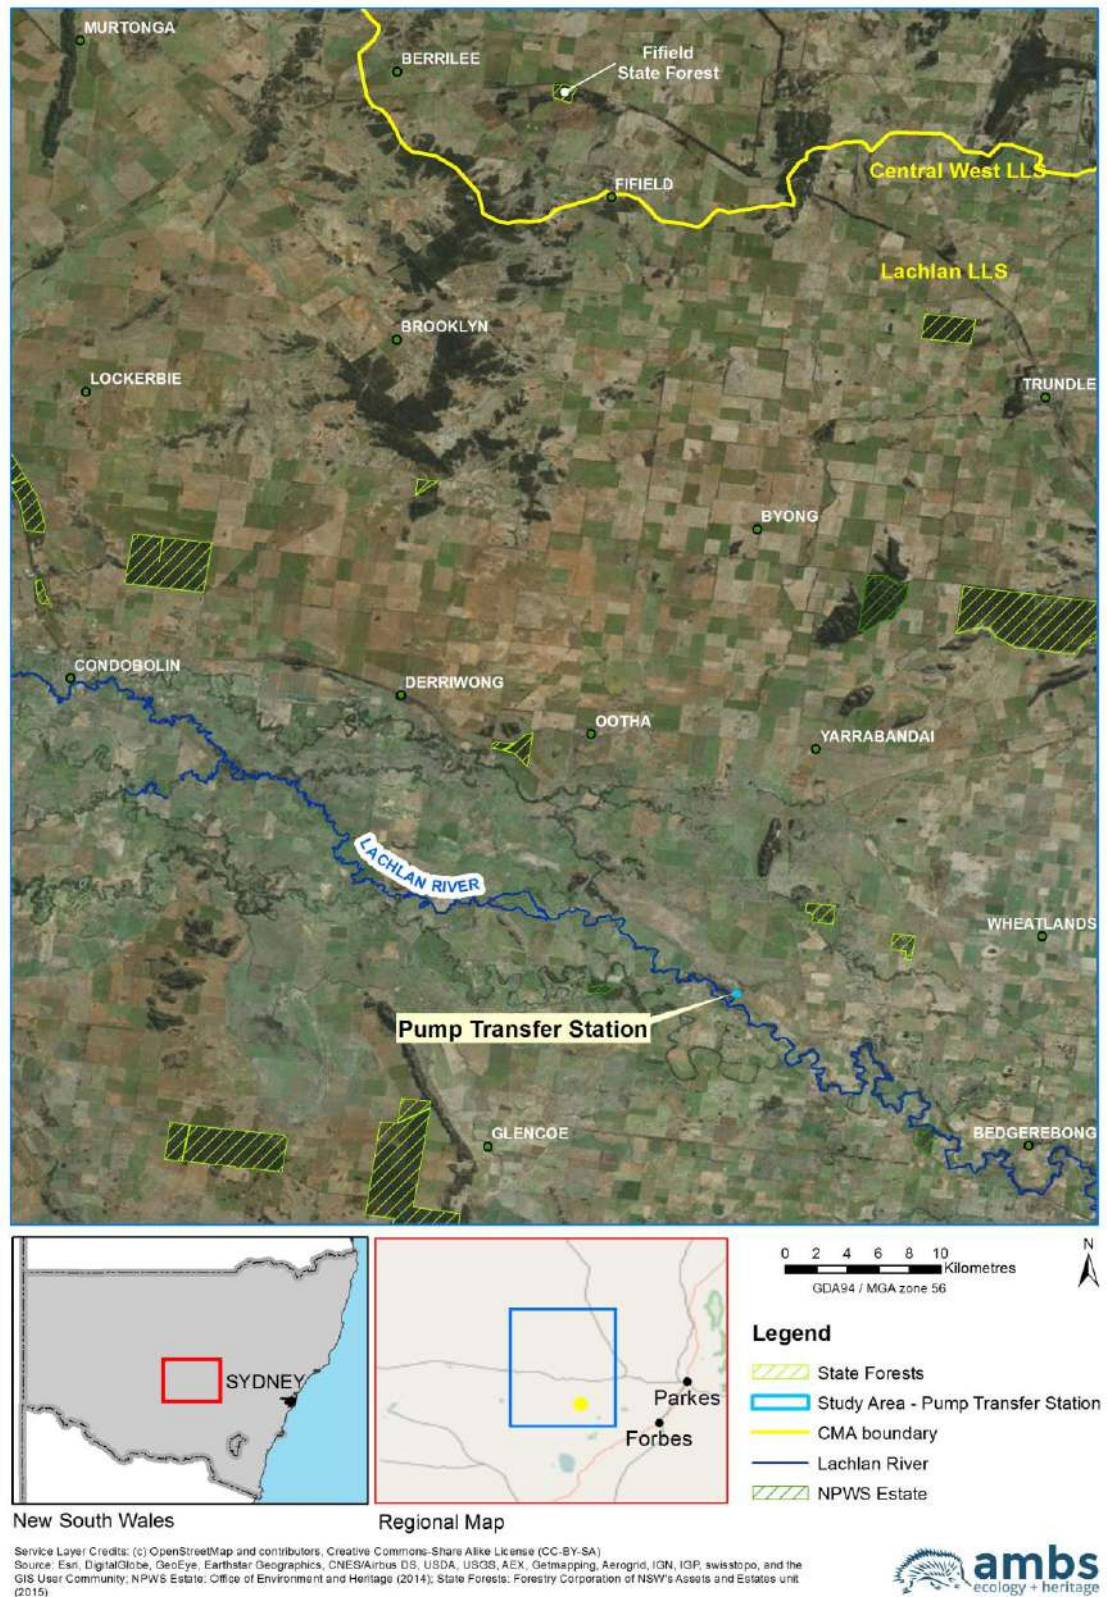 MURTONGA
BERRILEE
Fifield
State Forest
Central West LLS
FIFIELD
Lachlan LLS
BROOKLYN
LOCKERBIE
TRUNDLE
BYONG
CONDOBOLIN
DERRIWONG
OOTHA
YARRABANDAI
LACHLAN RIVER
WHEATLANDS
Pump Transfer Station
GLENCOE
BEDGEREBONG
SYDNEY
New South Wales
Parkes
Forbes
Regional Map
0 2 4 6 8 10
Kilometres
GDA94 / MGA zone 56
N
Legend
State Forests
Study Area - Pump Transfer Station
CMA boundary
Lachlan River
NPWS Estate
Service Layer Credits: (c) OpenStreetMap and contributors, Creative Commons-Share Alike License (CC-BY-SA)
Source: Esri, DigitalGlobe, GeoEye, Earthstar Geographics, CNES/Airbus DS, USDA, USGS, AEX, Getmapping, Aerogrid, IGN, IGP, swisstopo, and the
GIS User Community; NPWS Estate: Office of Environment and Heritage (2014); State Forests: Forestry Corporation of NSW's Assets and Estates unit
(2015)
ambs
ecology + heritage